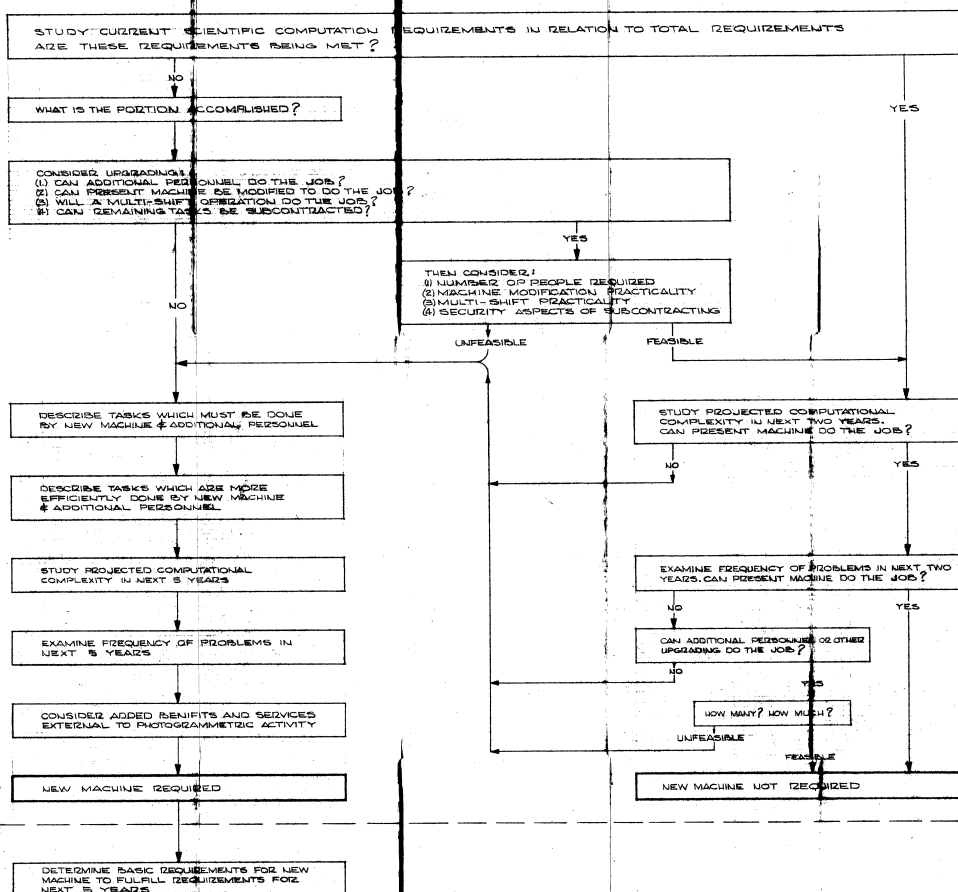 STUDY CURRENT SCIENTIFIC COMPUTATION REQUIREMENTS IN RELATION TO TOTAL REQUIREMENTS
ARE THESE REQUIREMENTS BEING MET?
NO
YES
WHAT IS THE PORTION ACCOMPLISHED?
CONSIDER UPGRADING:
(1) CAN ADDITIONAL PERSONNEL DO THE JOB?
(2) CAN PRESENT MACHINE BE MODIFIED TO DO THE JOB?
(3) WILL A MULTI-SHIFT OPERATION DO THE JOB?
(4) CAN REMAINING TASKS BE SUBCONTRACTED?
YES
NO
THEN CONSIDER:
(1) NUMBER OF PEOPLE REQUIRED
(2) MACHINE MODIFICATION PRACTICALITY
(3) MULTI-SHIFT PRACTICALITY
(4) SECURITY ASPECTS OF SUBCONTRACTING
UNFEASIBLE
FEASIBLE
DESCRIBE TASKS WHICH MUST BE DONE
BY NEW MACHINE & ADDITIONAL PERSONNEL
STUDY PROJECTED COMPUTATIONAL
COMPLEXITY IN NEXT TWO YEARS.
CAN PRESENT MACHINE DO THE JOB?
NO
YES
DESCRIBE TASKS WHICH ARE MORE
EFFICIENTLY DONE BY NEW MACHINE
& ADDITIONAL PERSONNEL
STUDY PROJECTED COMPUTATIONAL
COMPLEXITY IN NEXT 5 YEARS
EXAMINE FREQUENCY OF PROBLEMS IN NEXT TWO
YEARS. CAN PRESENT MACHINE DO THE JOB?
NO
YES
EXAMINE FREQUENCY OF PROBLEMS IN
NEXT 5 YEARS
CAN ADDITIONAL PERSONNEL OR OTHER
UPGRADING DO THE JOB?
NO
YES
CONSIDER ADDED BENIFITS AND SERVICES
EXTERNAL TO PHOTOGRAMMETRIC ACTIVITY
HOW MANY? HOW MUCH?
UNFEASIBLE
FEASIBLE
NEW MACHINE REQUIRED
NEW MACHINE NOT REQUIRED
DETERMINE BASIC REQUIREMENTS FOR NEW
MACHINE TO FULFILL REQUIREMENTS FOR
NEXT 5 YEARS